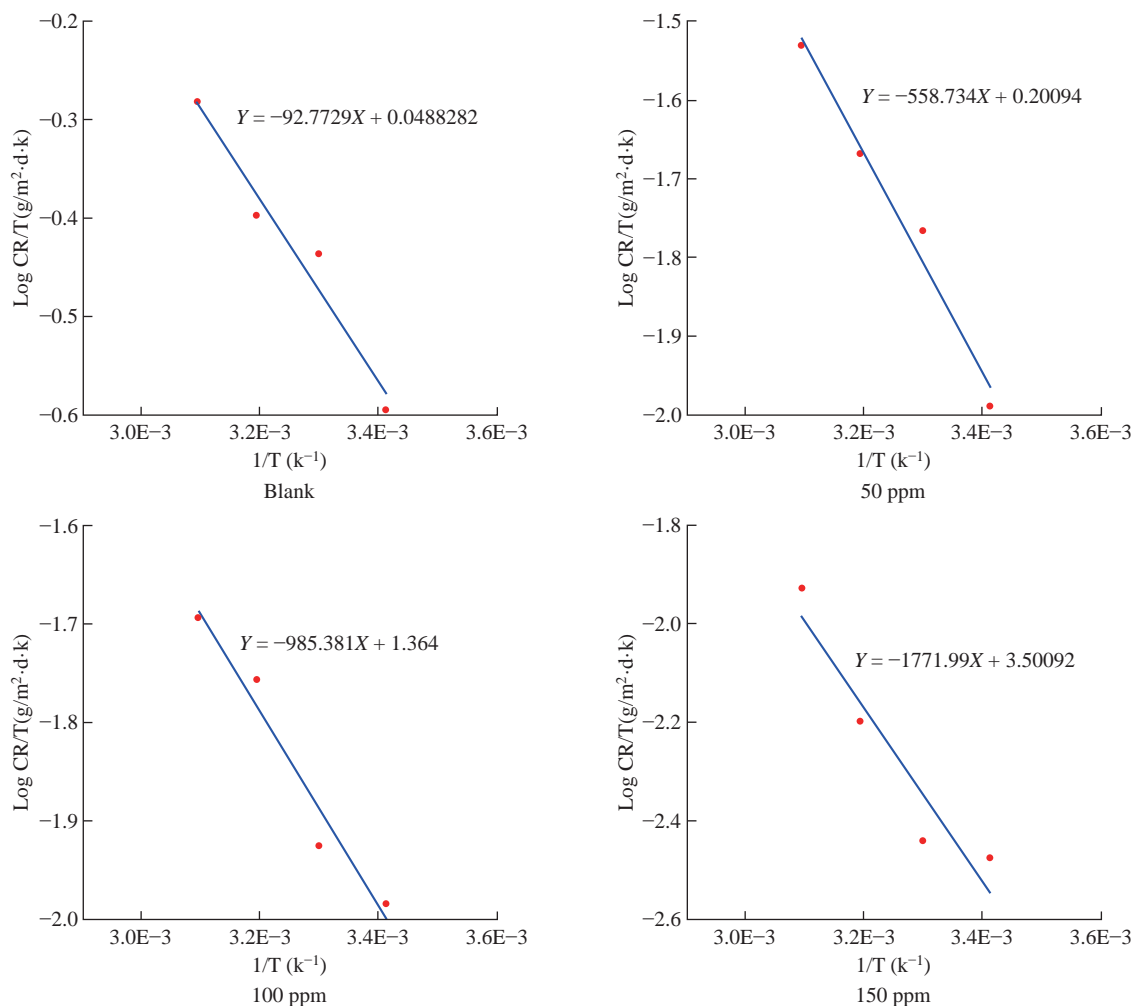 −0.2
−0.3
−0.4
−0.5
−0.6
Log CR/T(g/m²·d·k)
Y = −92.7729X + 0.0488282
3.0E−3 3.2E−3 3.4E−3 3.6E−3
1/T (k⁻¹)
Blank
−1.5
−1.6
−1.7
−1.8
−1.9
−2.0
Log CR/T(g/m²·d·k)
Y = −558.734X + 0.20094
3.0E−3 3.2E−3 3.4E−3 3.6E−3
1/T (k⁻¹)
50 ppm
−1.6
−1.7
−1.8
−1.9
−2.0
Log CR/T(g/m²·d·k)
Y = −985.381X + 1.364
3.0E−3 3.2E−3 3.4E−3 3.6E−3
1/T (k⁻¹)
100 ppm
−1.8
−2.0
−2.2
−2.4
−2.6
Log CR/T(g/m²·d·k)
Y = −1771.99X + 3.50092
3.0E−3 3.2E−3 3.4E−3 3.6E−3
1/T (k⁻¹)
150 ppm